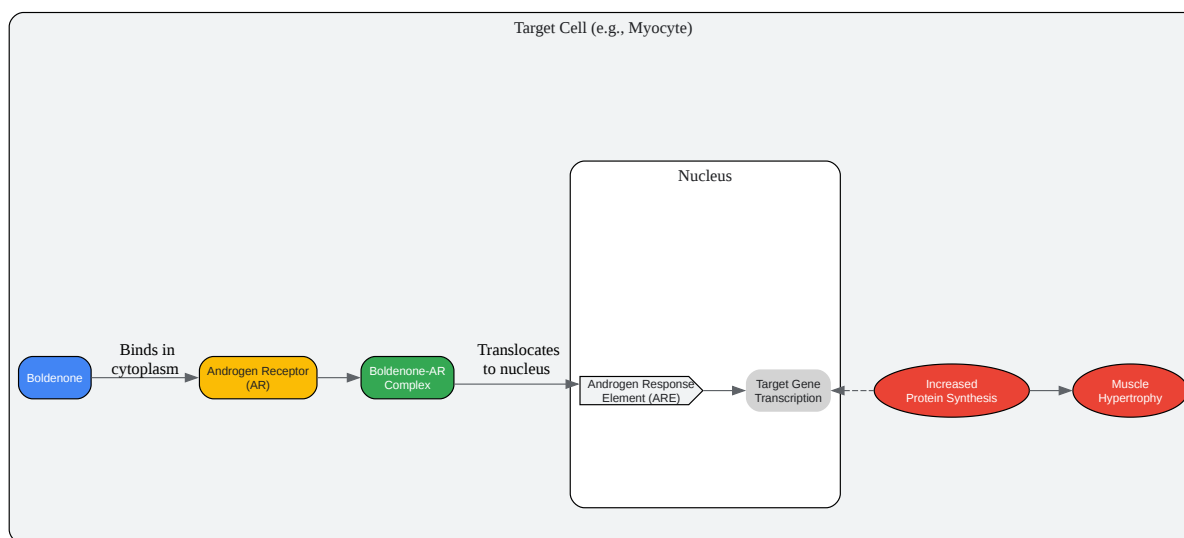 Target Cell (e.g., Myocyte)
Nucleus
Boldenone
Binds in
cytoplasm
Androgen Receptor
(AR)
Boldenone-AR
Complex
Translocates
to nucleus
Androgen Response
Element (ARE)
Target Gene
Transcription
Increased
Protein Synthesis
Muscle
Hypertrophy